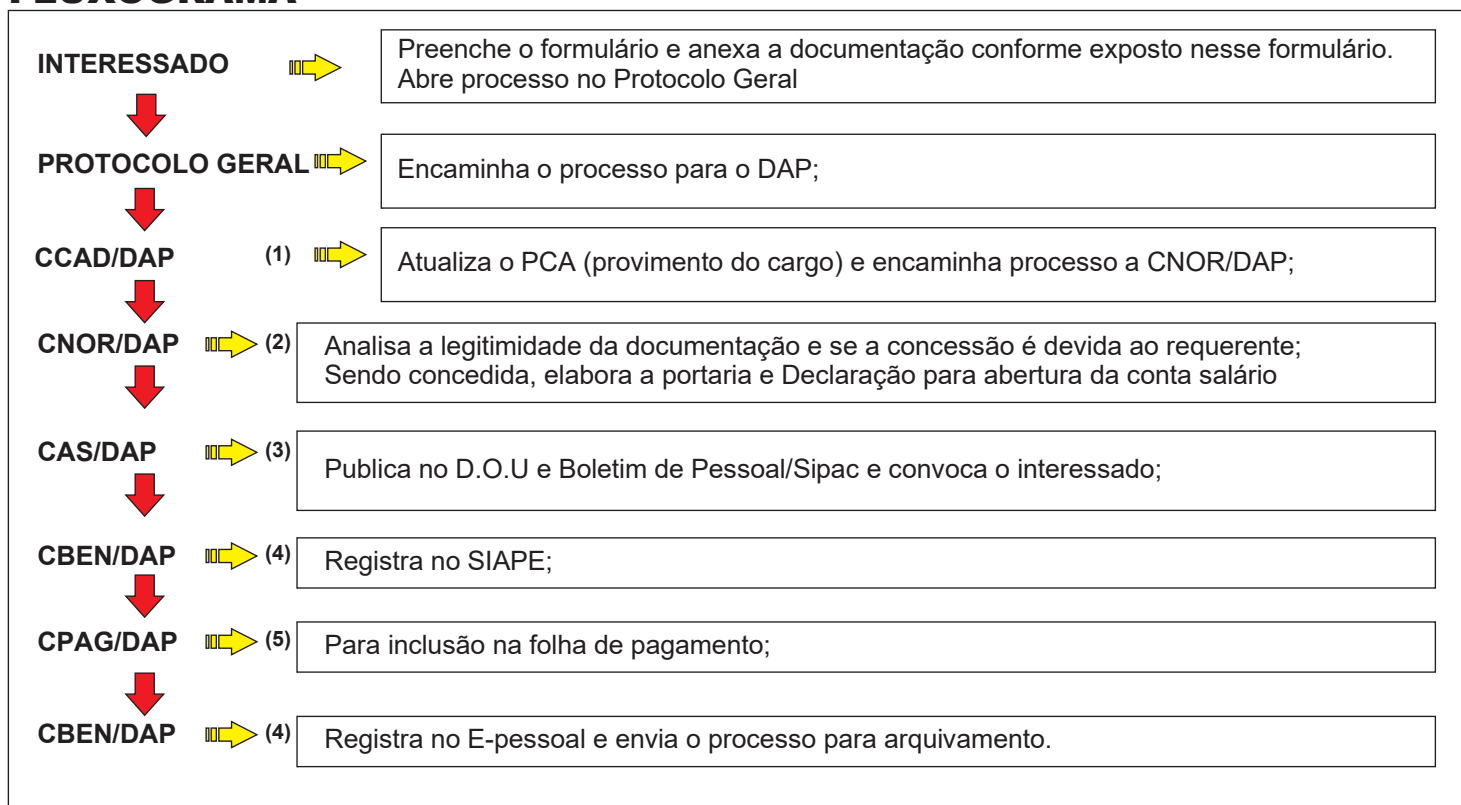 FLUXOGRAMA
INTERESSADO
Preenche o formulário e anexa a documentação conforme exposto nesse formulário.
Abre processo no Protocolo Geral
PROTOCOLO GERAL
Encaminha o processo para o DAP;
CCAD/DAP (1)
Atualiza o PCA (provimento do cargo) e encaminha processo a CNOR/DAP;
CNOR/DAP (2)
Analisa a legitimidade da documentação e se a concessão é devida ao requerente;
Sendo concedida, elabora a portaria e Declaração para abertura da conta salário
CAS/DAP (3)
Publica no D.O.U e Boletim de Pessoal/Sipac e convoca o interessado;
CBEN/DAP (4)
Registra no SIAPE;
CPAG/DAP (5)
Para inclusão na folha de pagamento;
CBEN/DAP (4)
Registra no E-pessoal e envia o processo para arquivamento.